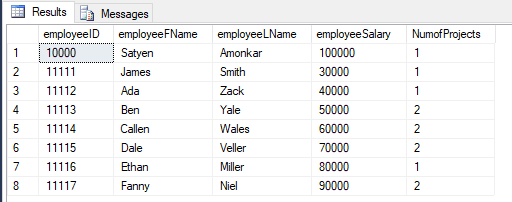 Results Messages
employeeID employeeFName employeeLName employeeSalary NumofProjects
1 10000 Satyen Amonkar 100000 1
2 11111 James Smith 30000 1
3 11112 Ada Zack 40000 1
4 11113 Ben Yale 50000 2
5 11114 Callen Wales 60000 2
6 11115 Dale Veller 70000 2
7 11116 Ethan Miller 80000 1
8 11117 Fanny Niel 90000 2